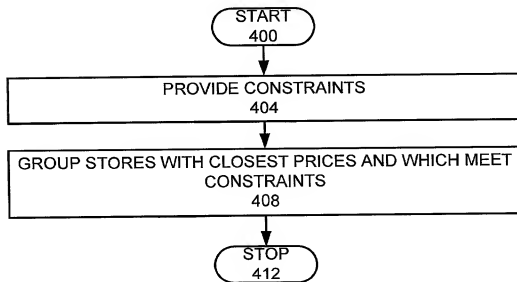 START
400
PROVIDE CONSTRAINTS
404
GROUP STORES WITH CLOSEST PRICES AND WHICH MEET
CONSTRAINTS
408
STOP
412